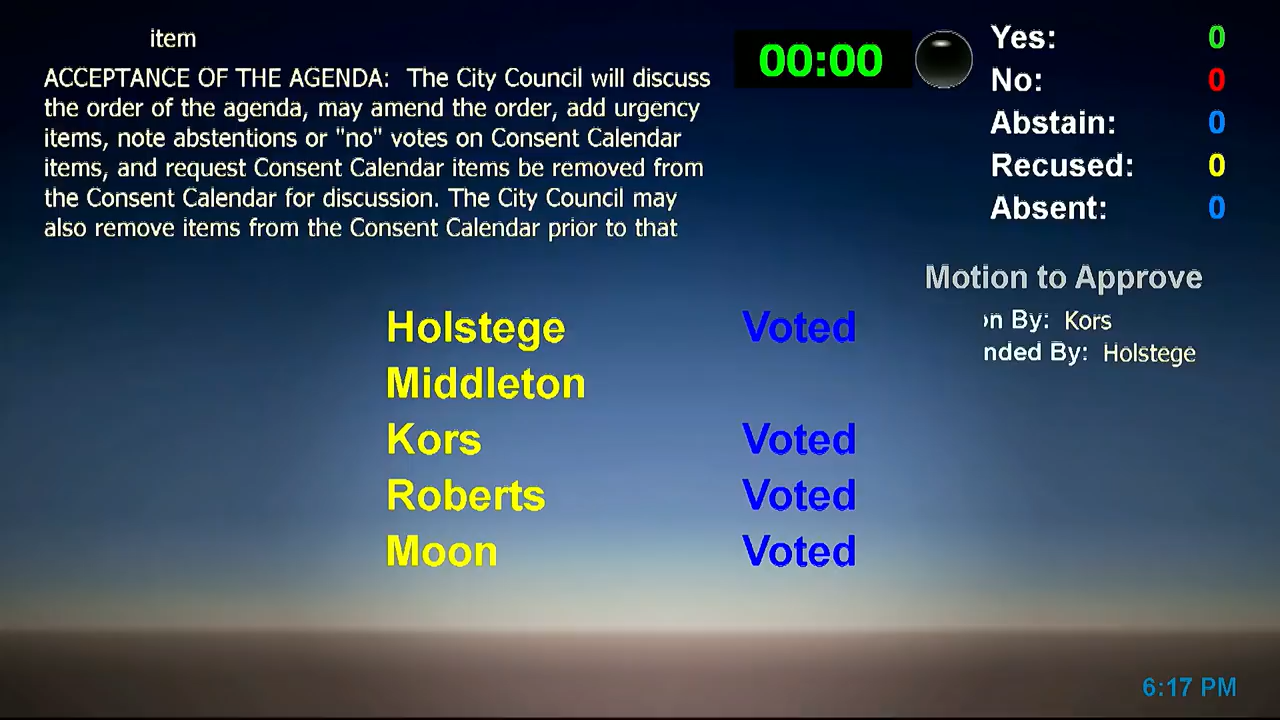 item
ACCEPTANCE OF THE AGENDA: The City Council will discuss
the order of the agenda, may amend the order, add urgency
items, note abstentions or "no" votes on Consent Calendar
items, and request Consent Calendar items be removed from
the Consent Calendar for discussion. The City Council may
also remove items from the Consent Calendar prior to that
00:00
Yes: 0
No: 0
Abstain: 0
Recused: 0
Absent: 0
Motion to Approve
on By: Kors
nded By: Holstege
Holstege Voted
Middleton
Kors Voted
Roberts Voted
Moon Voted
6:17 PM